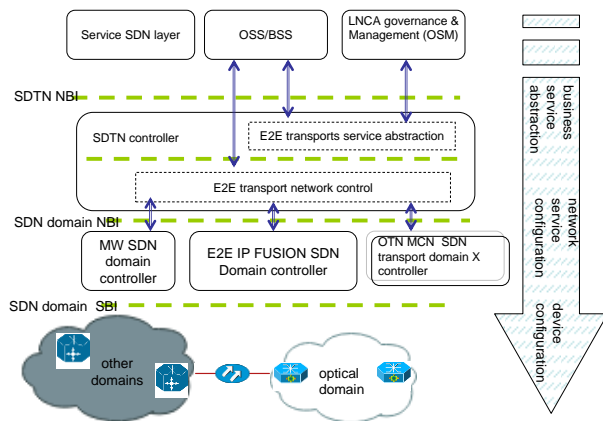 Service SDN layer
OSS/BSS
LNCA governance &
Management (OSM)
SDTN NBI
SDTN controller
E2E transports service abstraction
E2E transport network control
SDN domain NBI
MW SDN
domain
controller
E2E IP FUSION SDN
Domain controller
OTN MCN SDN
transport domain X
controller
SDN domain SBI
other
domains
optical
domain
business
service
abstraction
network
service
configuration
device
configuration